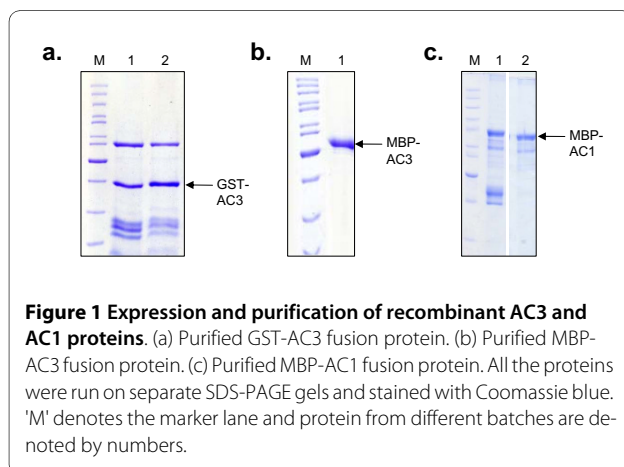 a. b. c.
M 1 2 M 1 M 1 2
GST-
AC3
MBP-
AC3
MBP-
AC1
Figure 1 Expression and purification of recombinant AC3 and
AC1 proteins. (a) Purified GST-AC3 fusion protein. (b) Purified MBP-
AC3 fusion protein. (c) Purified MBP-AC1 fusion protein. All the proteins
were run on separate SDS-PAGE gels and stained with Coomassie blue.
'M' denotes the marker lane and protein from different batches are de-
noted by numbers.